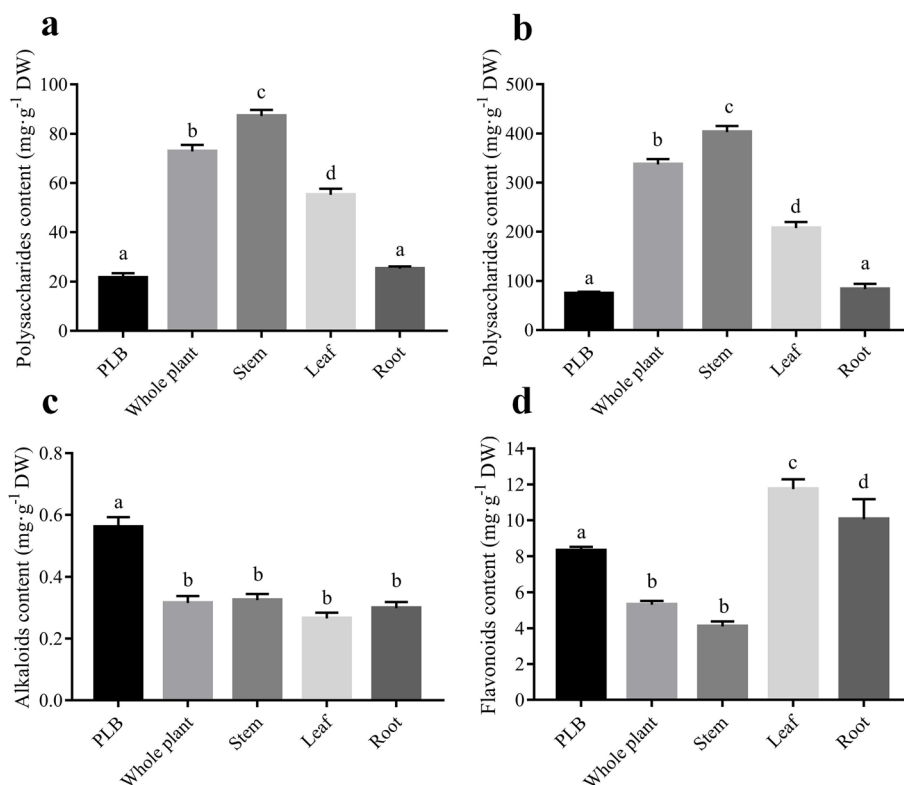 a
Polysaccharides content (mg·g⁻¹ DW)
100
80
60
40
20
0
a
b
c
d
a
PLB
Whole plant
Stem
Leaf
Root
b
Polysaccharides content (mg·g⁻¹ DW)
500
400
300
200
100
0
a
b
c
d
a
PLB
Whole plant
Stem
Leaf
Root
c
Alkaloids content (mg·g⁻¹ DW)
0.8
0.6
0.4
0.2
0.0
a
b
b
b
b
PLB
Whole plant
Stem
Leaf
Root
d
Flavonoids content (mg·g⁻¹ DW)
14
12
10
8
6
4
2
0
a
b
b
c
d
PLB
Whole plant
Stem
Leaf
Root